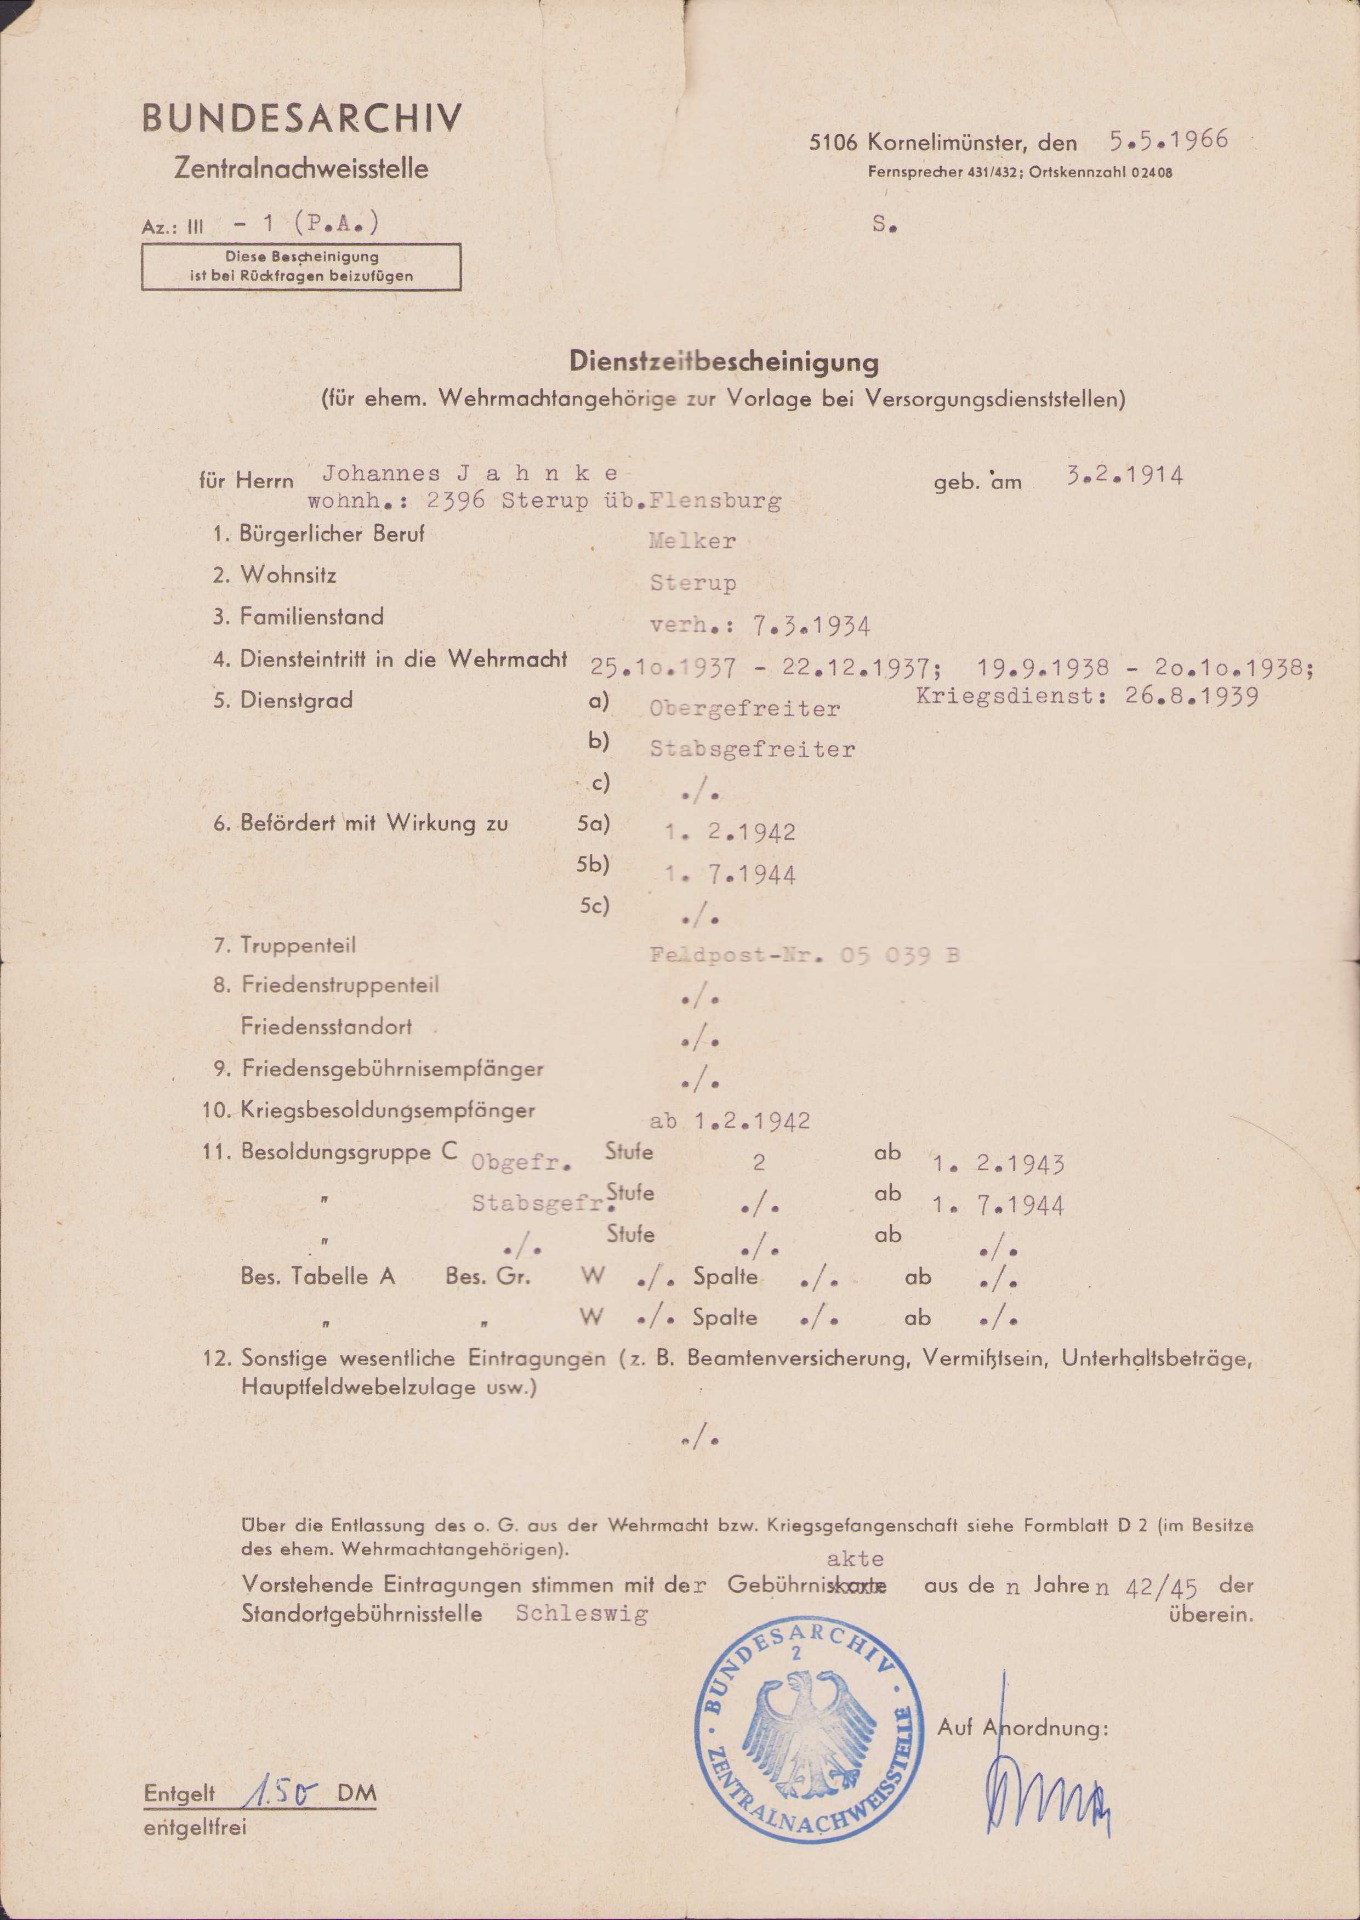 BUNDESARCHIV
Zentralnachweisstelle
5106 Kornelimünster, den 5.5.1966
Fernsprecher 431/432; Ortskennzahl 02408
Az.: III - 1 (P.A.)
S.
Diese Bescheinigung
ist bei Rückfragen beizufügen
Dienstzeitbescheinigung
(für ehem. Wehrmachtangehörige zur Vorlage bei Versorgungsdienststellen)
für Herrn Johannes J a h n k e geb. am 3.2.1914
wohnh.: 2396 Sterup üb.Flensburg
1. Bürgerlicher Beruf Melker
2. Wohnsitz Sterup
3. Familienstand verh.: 7.3.1934
4. Diensteintritt in die Wehrmacht 25.1o.1937 - 22.12.1937; 19.9.1938 - 2o.1o.1938;
Kriegsdienst: 26.8.1939
5. Dienstgrad a) Obergefreiter
b) Stabsgefreiter
c) ./.
6. Befördert mit Wirkung zu 5a) 1. 2.1942
5b) 1. 7.1944
5c) ./.
7. Truppenteil Feldpost-Nr. 05 039 B
8. Friedenstruppenteil ./.
Friedensstandort ./.
9. Friedensgebührnisempfänger ./.
10. Kriegsbesoldungsempfänger ab 1.2.1942
11. Besoldungsgruppe C Obgefr. Stufe 2 ab 1. 2.1943
" Stabsgefr. Stufe ./. ab 1. 7.1944
" ./. Stufe ./. ab ./.
Bes. Tabelle A Bes. Gr. W ./. Spalte ./. ab ./.
" " W ./. Spalte ./. ab ./.
12. Sonstige wesentliche Eintragungen (z. B. Beamtenversicherung, Vermißtsein, Unterhaltsbeträge,
Hauptfeldwebelzulage usw.)
./.
Über die Entlassung des o. G. aus der Wehrmacht bzw. Kriegsgefangenschaft siehe Formblatt D 2 (im Besitze
des ehem. Wehrmachtangehörigen).
akte
Vorstehende Eintragungen stimmen mit der Gebührniskarte aus de n Jahren 42/45 der
Standortgebührnisstelle Schleswig überein.
BUNDESARCHIV
2
ZENTRALNACHWEISSTELLE
Auf Anordnung:
Entgelt 1.50 DM
entgeltfrei